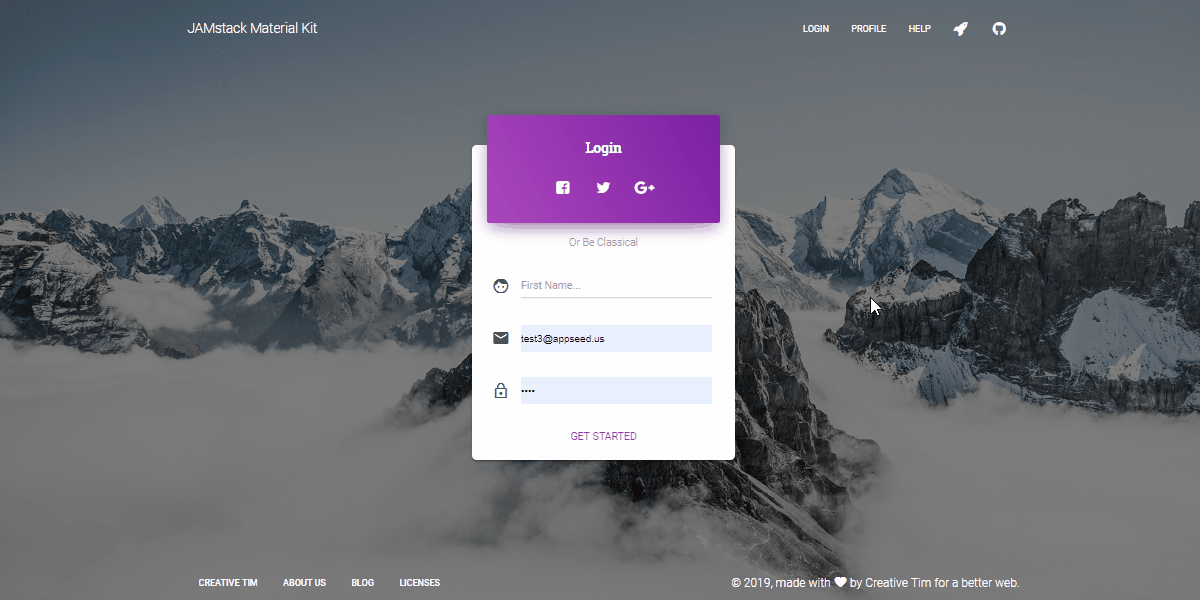 JAMstack Material Kit
LOGIN PROFILE HELP
Login
Or Be Classical
First Name...
test3@appseed.us
••••
GET STARTED
CREATIVE TIM ABOUT US BLOG LICENSES
© 2019, made with ♥ by Creative Tim for a better web.